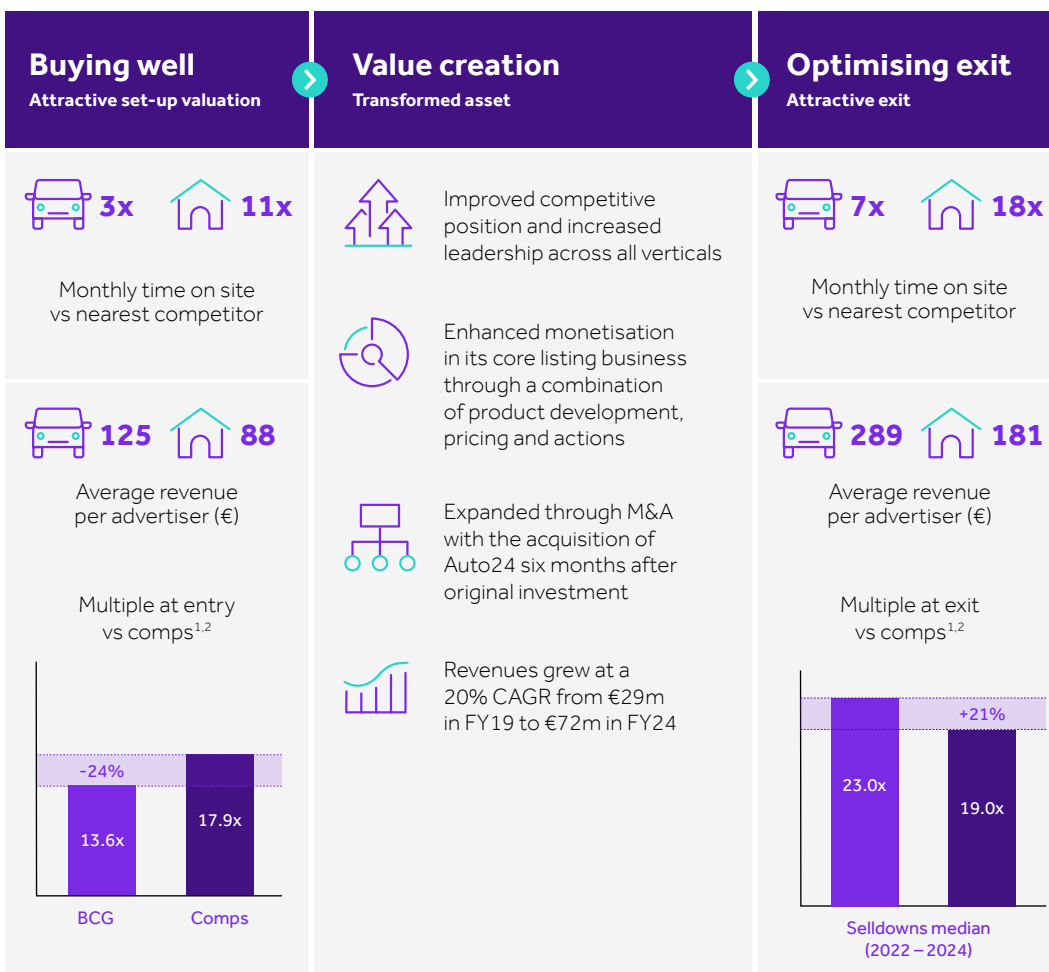 Buying well
Attractive set-up valuation
3x
11x
Monthly time on site
vs nearest competitor
125
88
Average revenue
per advertiser (€)
Multiple at entry
vs comps1,2
-24%
13.6x
17.9x
BCG
Comps
Value creation
Transformed asset
Improved competitive
position and increased
leadership across all verticals
Enhanced monetisation
in its core listing business
through a combination
of product development,
pricing and actions
Expanded through M&A
with the acquisition of
Auto24 six months after
original investment
Revenues grew at a
20% CAGR from €29m
in FY19 to €72m in FY24
Optimising exit
Attractive exit
7x
18x
Monthly time on site
vs nearest competitor
289
181
Average revenue
per advertiser (€)
Multiple at exit
vs comps1,2
+21%
23.0x
19.0x
Selldowns median
(2022 – 2024)